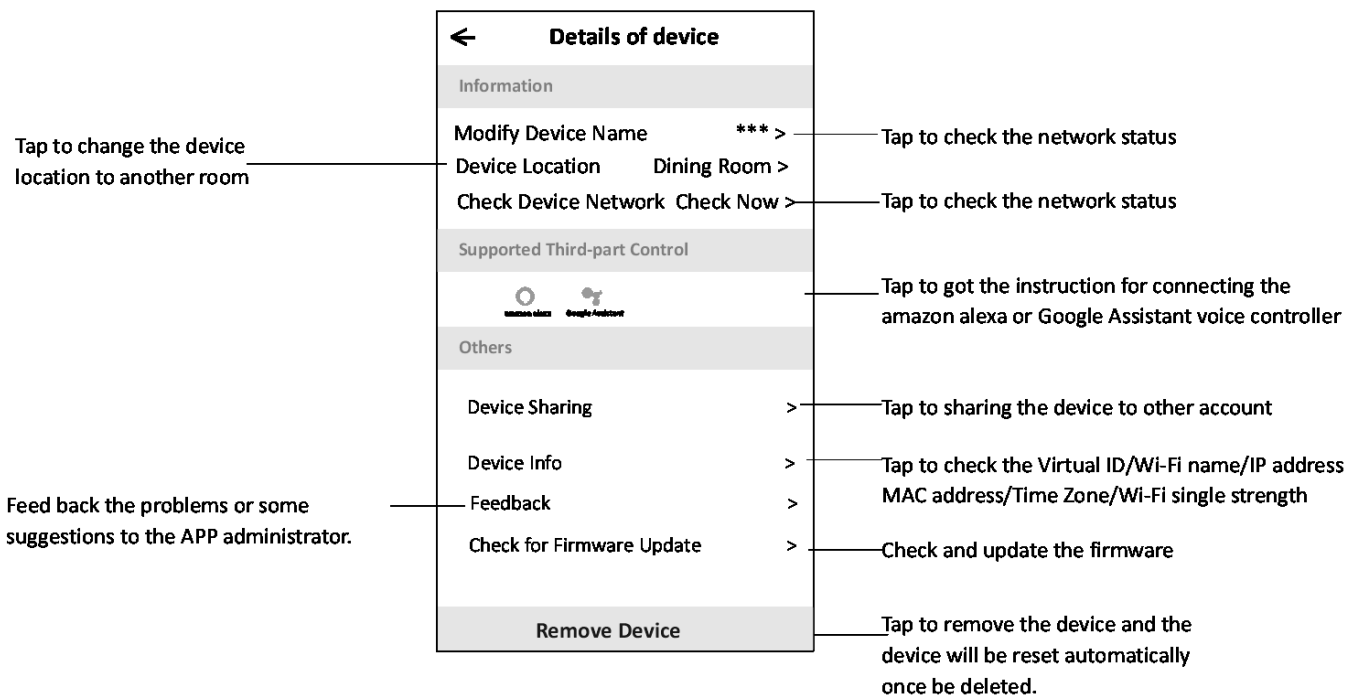 Details of device
Information
Modify Device Name *** >
Device Location Dining Room >
Check Device Network Check Now >
Supported Third-part Control
amazon alexa Google Assistant
Others
Device Sharing >
Device Info >
Feedback >
Check for Firmware Update >
Remove Device
Tap to change the device
location to another room
Feed back the problems or some
suggestions to the APP administrator.
Tap to check the network status
Tap to check the network status
Tap to got the instruction for connecting the
amazon alexa or Google Assistant voice controller
Tap to sharing the device to other account
Tap to check the Virtual ID/Wi-Fi name/IP address
MAC address/Time Zone/Wi-Fi single strength
Check and update the firmware
Tap to remove the device and the
device will be reset automatically
once be deleted.